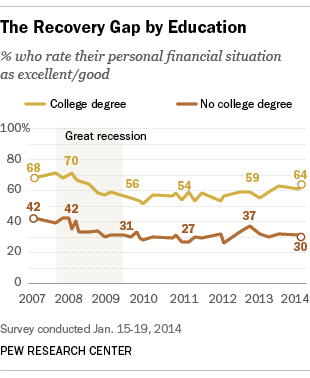 The Recovery Gap by Education
% who rate their personal financial situation
as excellent/good
College degree No college degree
100%
Great recession
80
68 70 56 54 59 64
60
42 42 31 27 37 30
40
20
0
2007 2008 2009 2010 2011 2012 2013 2014
Survey conducted Jan. 15-19, 2014
PEW RESEARCH CENTER